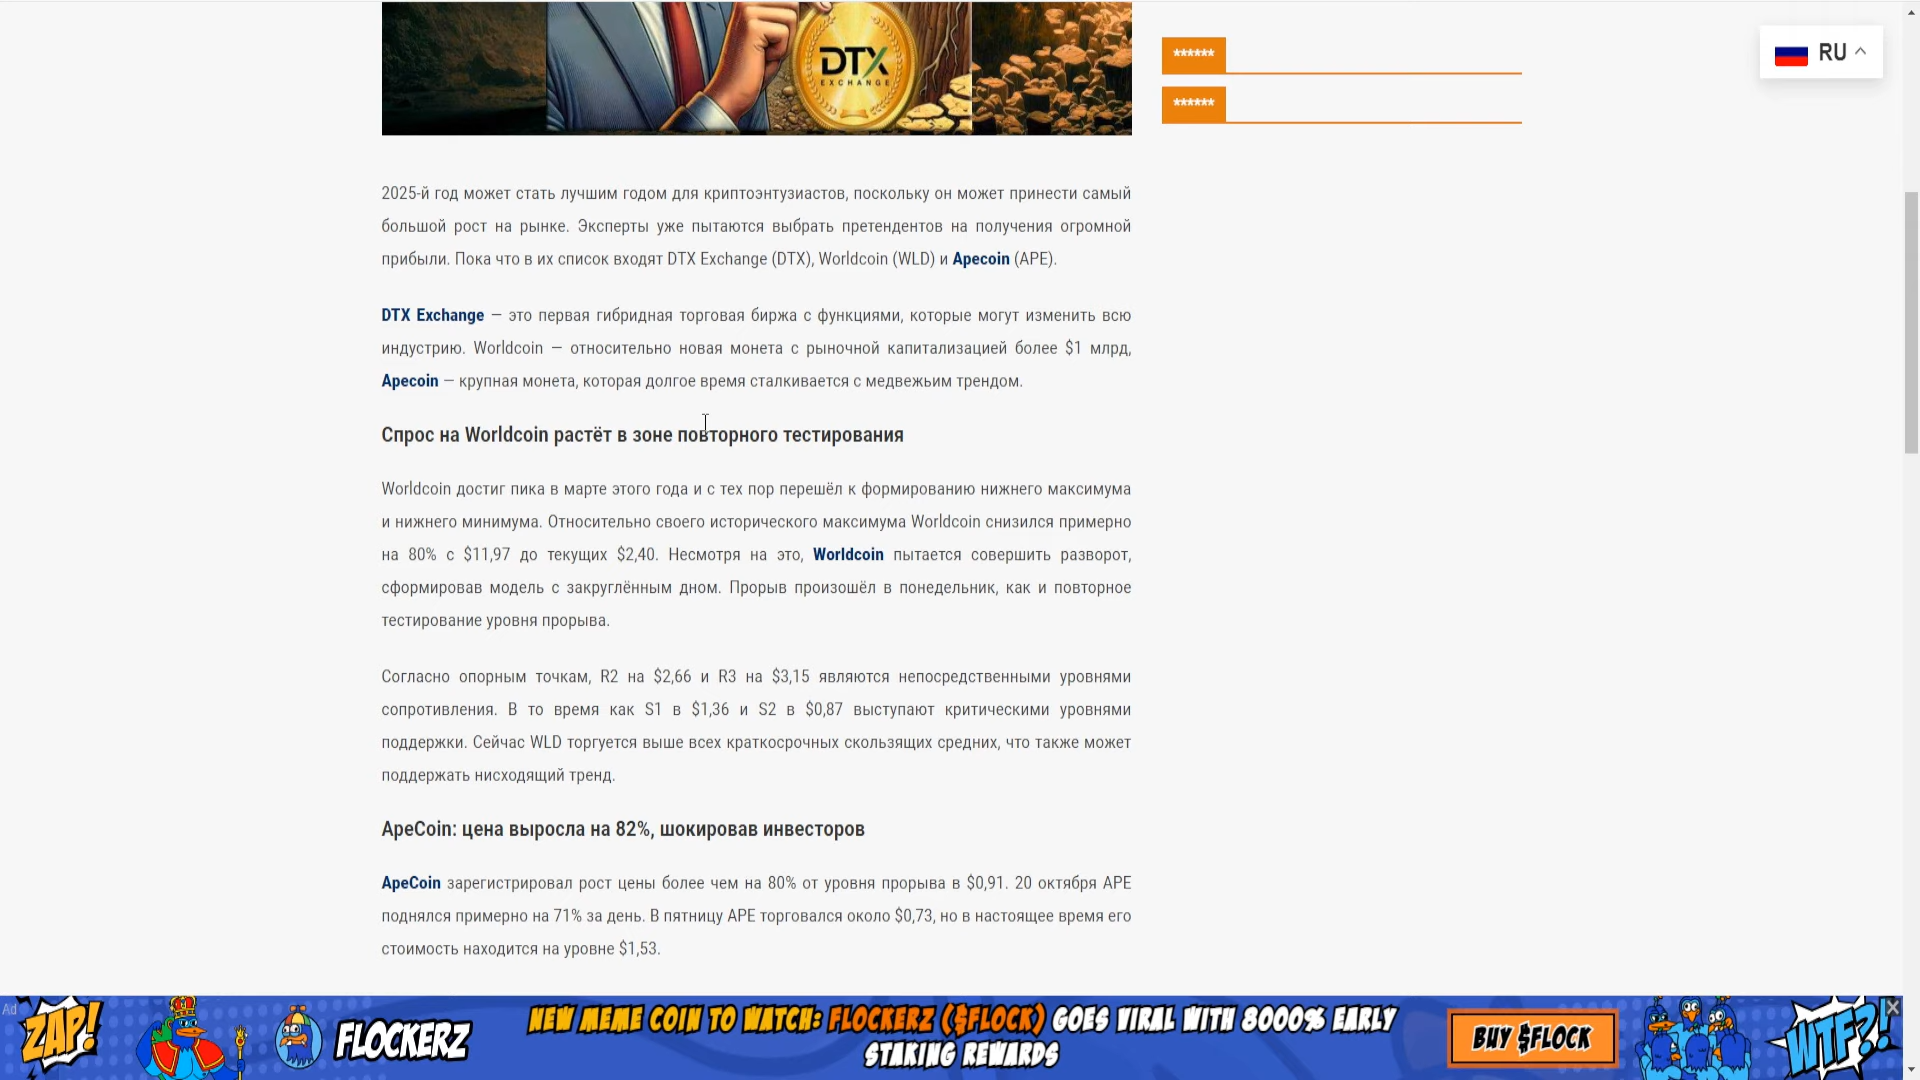 DTX
EXCHANGE
******
******
RU
2025-й год может стать лучшим годом для криптоэнтузиастов, поскольку он может принести самый
большой рост на рынке. Эксперты уже пытаются выбрать претендентов на получения огромной
прибыли. Пока что в их список входят DTX Exchange (DTX), Worldcoin (WLD) и Apecoin (APE).
DTX Exchange — это первая гибридная торговая биржа с функциями, которые могут изменить всю
индустрию. Worldcoin — относительно новая монета с рыночной капитализацией более $1 млрд,
Apecoin — крупная монета, которая долгое время сталкивается с медвежьим трендом.
Спрос на Worldcoin растёт в зоне повторного тестирования
Worldcoin достиг пика в марте этого года и с тех пор перешёл к формированию нижнего максимума
и нижнего минимума. Относительно своего исторического максимума Worldcoin снизился примерно
на 80% с $11,97 до текущих $2,40. Несмотря на это, Worldcoin пытается совершить разворот,
сформировав модель с закруглённым дном. Прорыв произошёл в понедельник, как и повторное
тестирование уровня прорыва.
Согласно опорным точкам, R2 на $2,66 и R3 на $3,15 являются непосредственными уровнями
сопротивления. В то время как S1 в $1,36 и S2 в $0,87 выступают критическими уровнями
поддержки. Сейчас WLD торгуется выше всех краткосрочных скользящих средних, что также может
поддержать нисходящий тренд.
ApeCoin: цена выросла на 82%, шокировав инвесторов
ApeCoin зарегистрировал рост цены более чем на 80% от уровня прорыва в $0,91. 20 октября APE
поднялся примерно на 71% за день. В пятницу APE торговался около $0,73, но в настоящее время его
стоимость находится на уровне $1,53.
Ad
ZAP!
FLOCKERZ
NEW MEME COIN TO WATCH: FLOCKERZ ($FLOCK) GOES VIRAL WITH 8000% EARLY
STAKING REWARDS
BUY $FLOCK
WTF?!